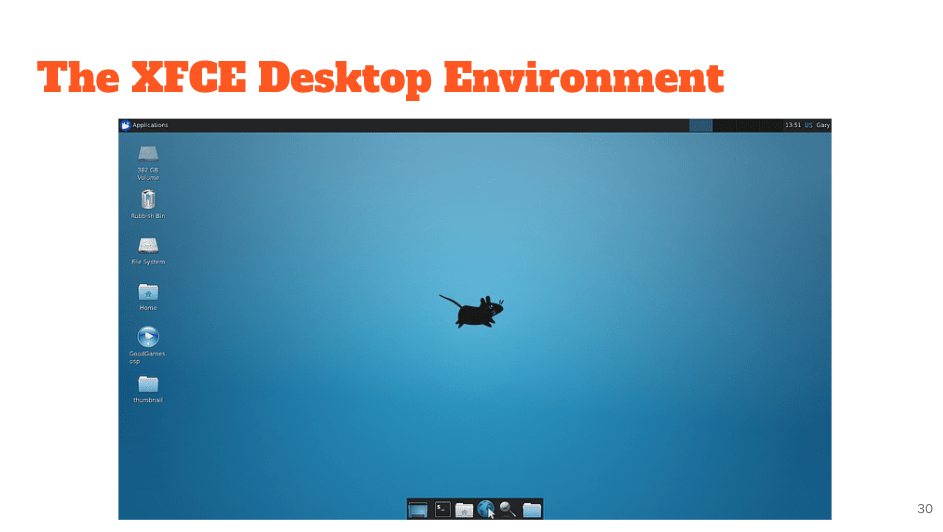 The XFCE Desktop Environment
Applications
13:51 US Gary
382 GB
Volume
Rubbish Bin
File System
Home
GoodGames.
osp
thumbnail
30